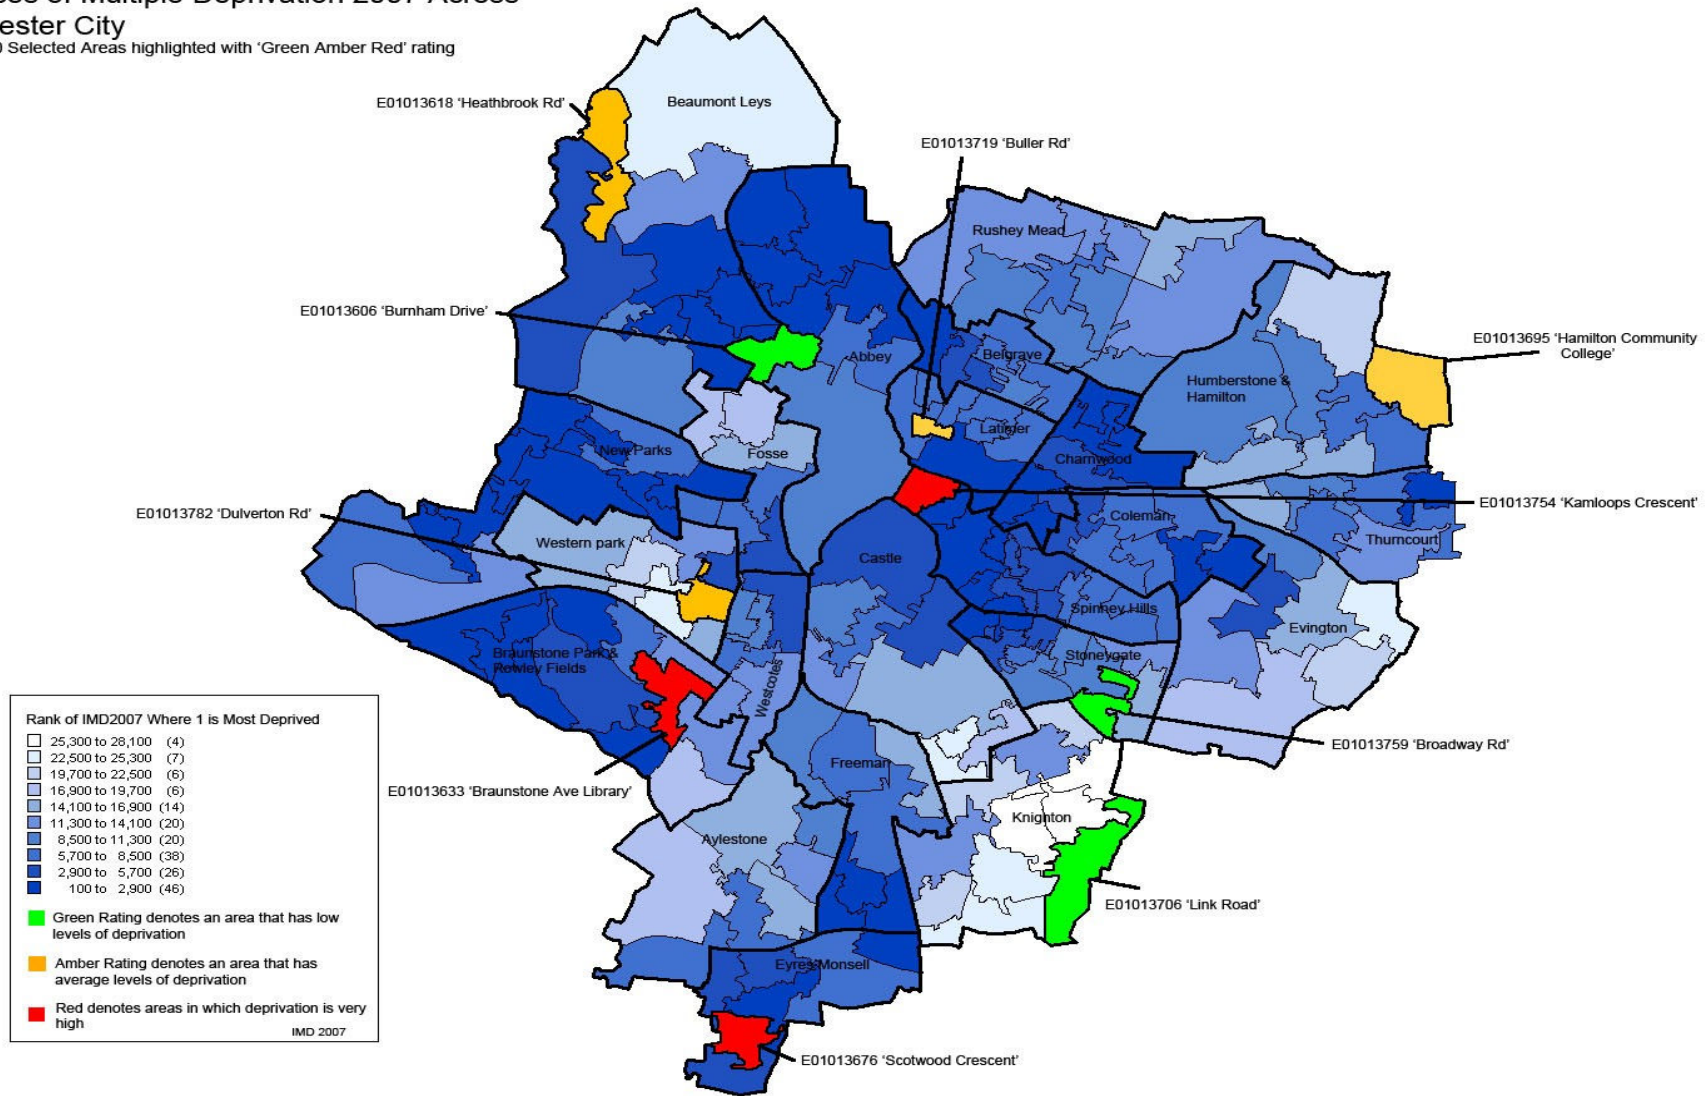 ester City
Selected Areas highlighted with ‘Green Amber Red’ rating
E01013618 ‘Heathbrook Rd’
Beaumont Leys
E01013719 ‘Buller Rd’
Rushey Mead
E01013606 ‘Burnham Drive’
Abbey
Belgrave
E01013695 ‘Hamilton Community
College’
Humberstone &
Hamilton
Latimer
New Parks
Fosse
Charnwood
E01013754 ‘Kamloops Crescent’
E01013782 ‘Dulverton Rd’
Coleman
Western park
Thurncourt
Castle
Spinney Hills
Evington
Braunstone Park &
Rowley Fields
Stoneygate
Westcotes
E01013759 ‘Broadway Rd’
Freeman
E01013633 ‘Braunstone Ave Library’
Knighton
Aylestone
E01013706 ‘Link Road’
Eyres Monsell
E01013676 ‘Scotwood Crescent’
Rank of IMD2007 Where 1 is Most Deprived
25,300 to 28,100 (4)
22,500 to 25,300 (7)
19,700 to 22,500 (6)
16,900 to 19,700 (6)
14,100 to 16,900 (14)
11,300 to 14,100 (20)
8,500 to 11,300 (20)
5,700 to 8,500 (38)
2,900 to 5,700 (26)
100 to 2,900 (46)
Green Rating denotes an area that has low
levels of deprivation
Amber Rating denotes an area that has
average levels of deprivation
Red denotes areas in which deprivation is very
high
IMD 2007